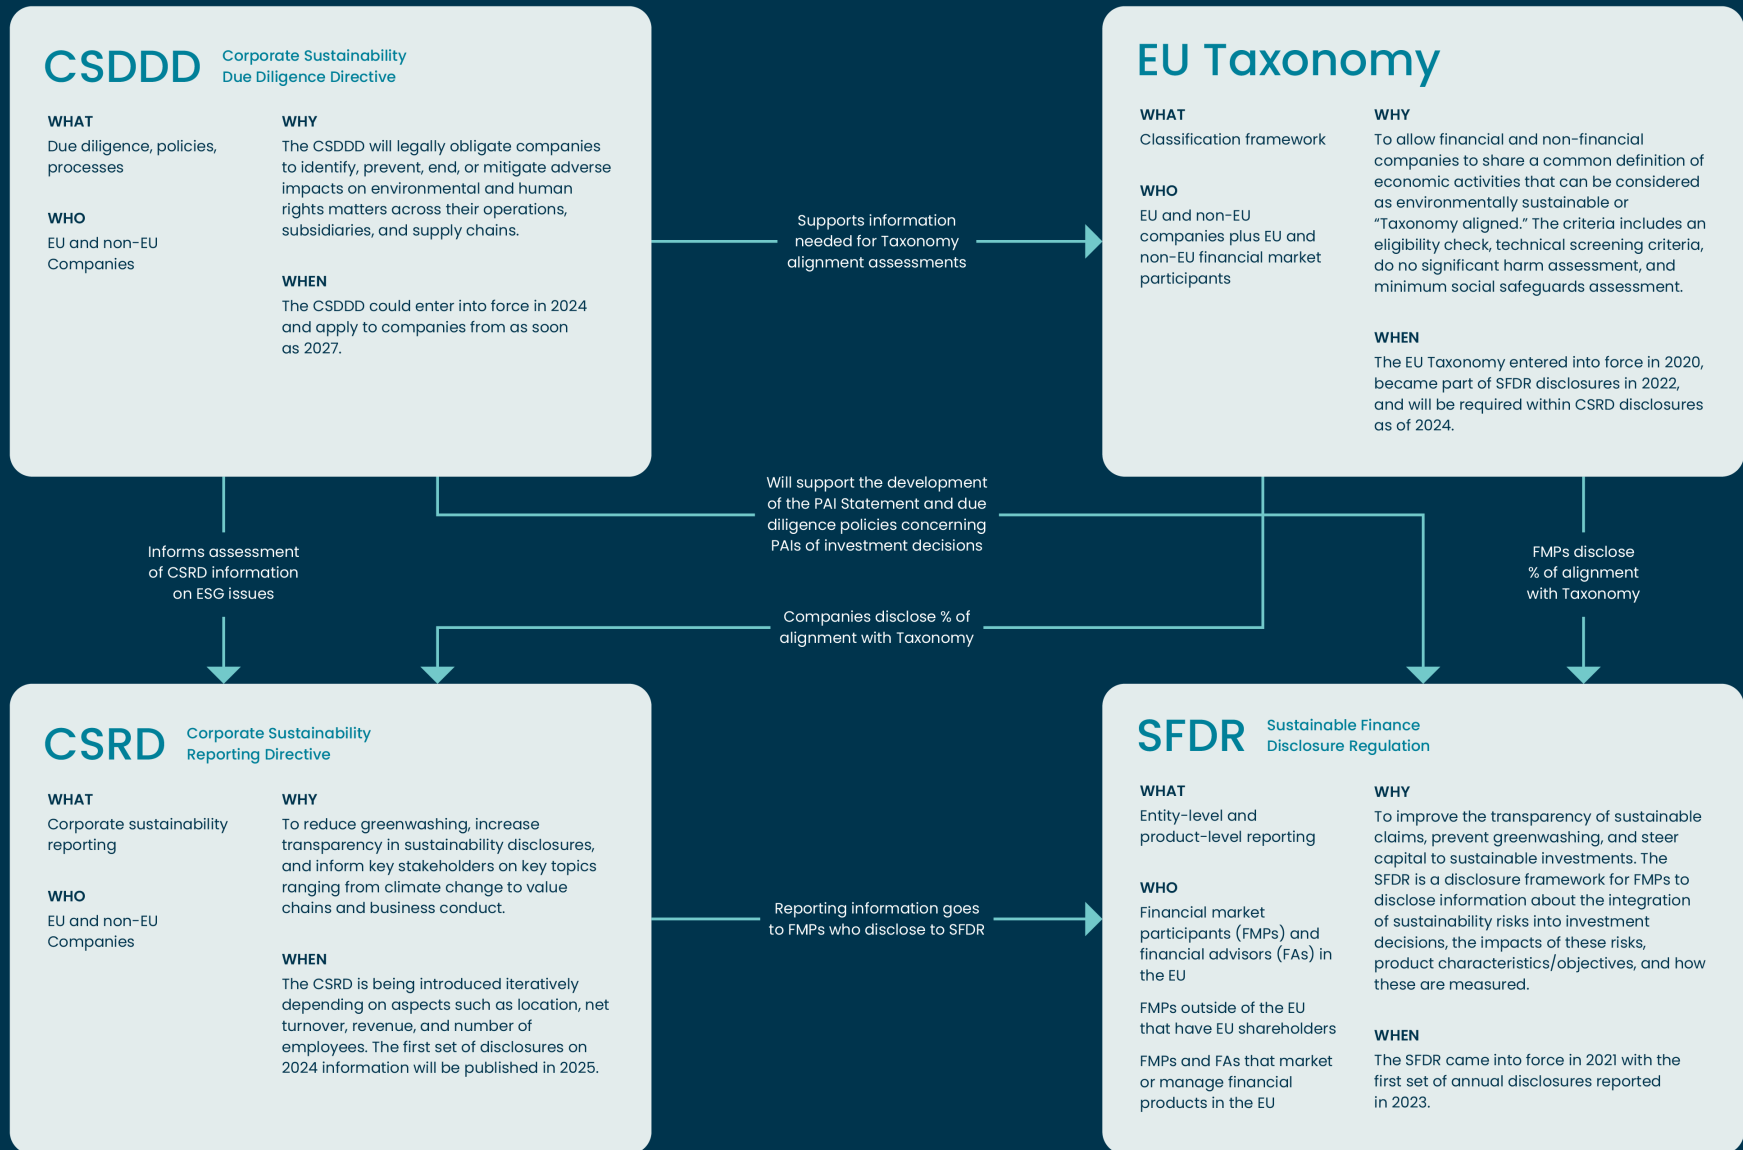 CSDDD
Corporate Sustainability
Due Diligence Directive
WHAT
Due diligence, policies,
processes
WHO
EU and non-EU
Companies
WHY
The CSDDD will legally obligate companies
to identify, prevent, end, or mitigate adverse
impacts on environmental and human
rights matters across their operations,
subsidiaries, and supply chains.
WHEN
The CSDDD could enter into force in 2024
and apply to companies from as soon
as 2027.
Supports information
needed for Taxonomy
alignment assessments
EU Taxonomy
WHAT
Classification framework
WHO
EU and non-EU
companies plus EU and
non-EU financial market
participants
WHY
To allow financial and non-financial
companies to share a common definition of
economic activities that can be considered
as environmentally sustainable or
“Taxonomy aligned.” The criteria includes an
eligibility check, technical screening criteria,
do no significant harm assessment, and
minimum social safeguards assessment.
WHEN
The EU Taxonomy entered into force in 2020,
became part of SFDR disclosures in 2022,
and will be required within CSRD disclosures
as of 2024.
Informs assessment
of CSRD information
on ESG issues
Will support the development
of the PAI Statement and due
diligence policies concerning
PAIs of investment decisions
Companies disclose % of
alignment with Taxonomy
FMPs disclose
% of alignment
with Taxonomy
CSRD
Corporate Sustainability
Reporting Directive
WHAT
Corporate sustainability
reporting
WHO
EU and non-EU
Companies
WHY
To reduce greenwashing, increase
transparency in sustainability disclosures,
and inform key stakeholders on key topics
ranging from climate change to value
chains and business conduct.
WHEN
The CSRD is being introduced iteratively
depending on aspects such as location, net
turnover, revenue, and number of
employees. The first set of disclosures on
2024 information will be published in 2025.
Reporting information goes
to FMPs who disclose to SFDR
SFDR
Sustainable Finance
Disclosure Regulation
WHAT
Entity-level and
product-level reporting
WHO
Financial market
participants (FMPs) and
financial advisors (FAs) in
the EU
FMPs outside of the EU
that have EU shareholders
FMPs and FAs that market
or manage financial
products in the EU
WHY
To improve the transparency of sustainable
claims, prevent greenwashing, and steer
capital to sustainable investments. The
SFDR is a disclosure framework for FMPs to
disclose information about the integration
of sustainability risks into investment
decisions, the impacts of these risks,
product characteristics/objectives, and how
these are measured.
WHEN
The SFDR came into force in 2021 with the
first set of annual disclosures reported
in 2023.